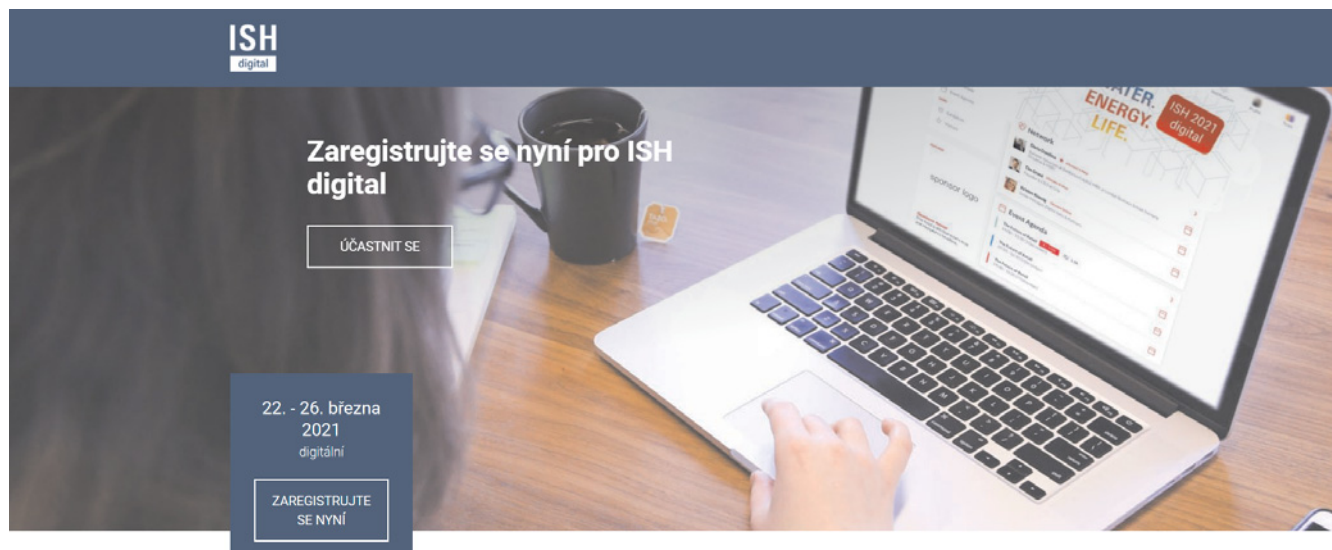 ISH
digital
Zaregistrujte se nyní pro ISH
digital
ÚČASTNIT SE
22. - 26. března
2021
digitální
ZAREGISTRUJTE
SE NYNÍ
ENERGY.
LIFE.
ISH 2021
digital
Network
sponsor logo
Event Agenda